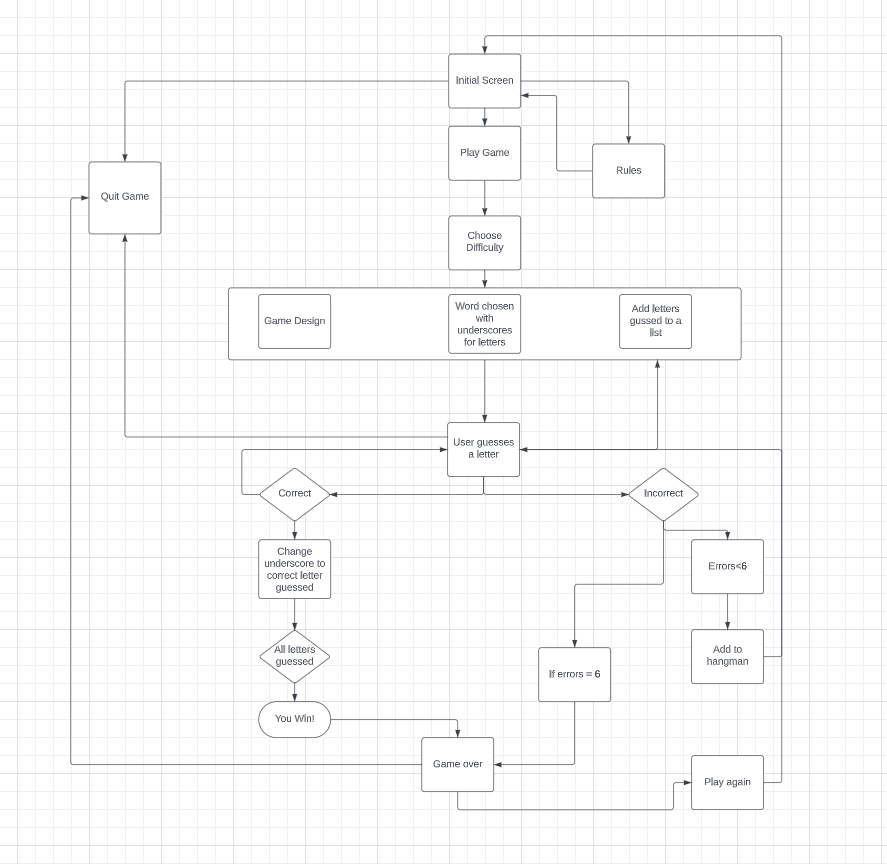 Initial Screen
Play Game
Rules
Quit Game
Choose
Difficulty
Game Design
Word chosen
with
underscores
for letters
Add letters
gussed to a
list
User guesses
a letter
Correct
Incorrect
Change
underscore to
correct letter
guessed
Errors<6
All letters
guessed
Add to
hangman
If errors = 6
You Win!
Game over
Play again